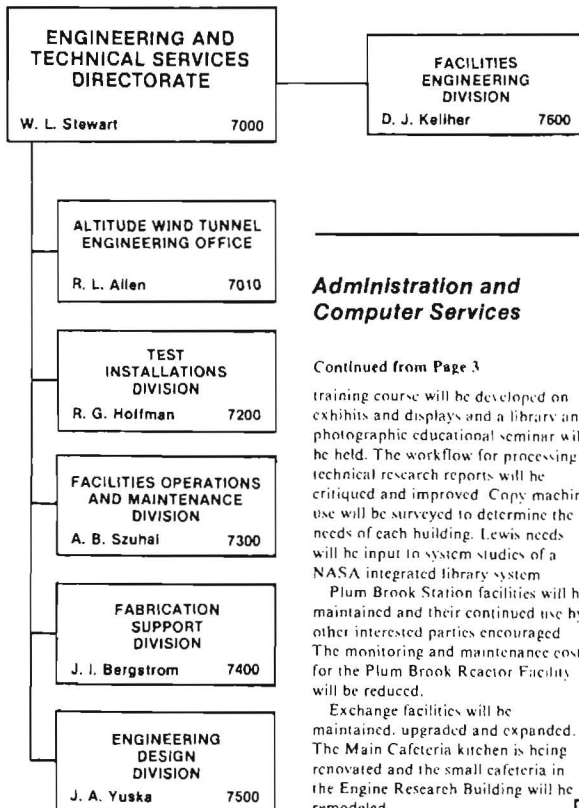 ENGINEERING AND
TECHNICAL SERVICES
DIRECTORATE
W. L. Stewart 7000
FACILITIES
ENGINEERING
DIVISION
D. J. Kelliher 7600
ALTITUDE WIND TUNNEL
ENGINEERING OFFICE
R. L. Allen 7010
TEST
INSTALLATIONS
DIVISION
R. G. Hoffman 7200
FACILITIES OPERATIONS
AND MAINTENANCE
DIVISION
A. B. Szuhai 7300
FABRICATION
SUPPORT
DIVISION
J. I. Bergstrom 7400
ENGINEERING
DESIGN
DIVISION
J. A. Yuska 7500
Administration and
Computer Services
Continued from Page 3
training course will be developed on
exhibits and displays and a library an
photographic educational seminar wil
be held. The workflow for processing
technical research reports will be
critiqued and improved Copy machin
use will be surveyed to determine the
needs of each building. Lewis needs
will be input to system studies of a
NASA integrated library system
Plum Brook Station facilities will b
maintained and their continued use by
other interested parties encouraged
The monitoring and maintenance cost
for the Plum Brook Reactor Facility
will be reduced.
Exchange facilities will be
maintained, upgraded and expanded.
The Main Cafeteria kitchen is being
renovated and the small cafeteria in
the Engine Research Building will be
remodeled